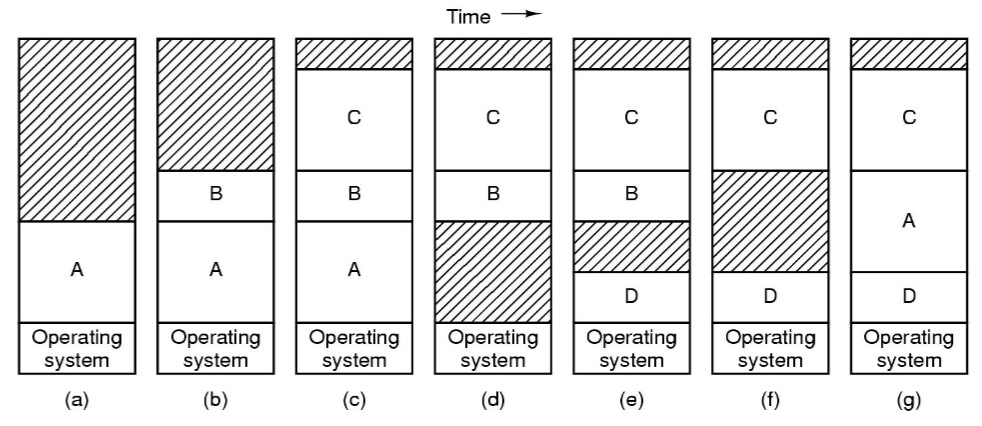 Time
C
C
C
C
C
B
B
B
B
A
A
A
A
D
D
D
Operating
system
Operating
system
Operating
system
Operating
system
Operating
system
Operating
system
Operating
system
(a)
(b)
(c)
(d)
(e)
(f)
(g)